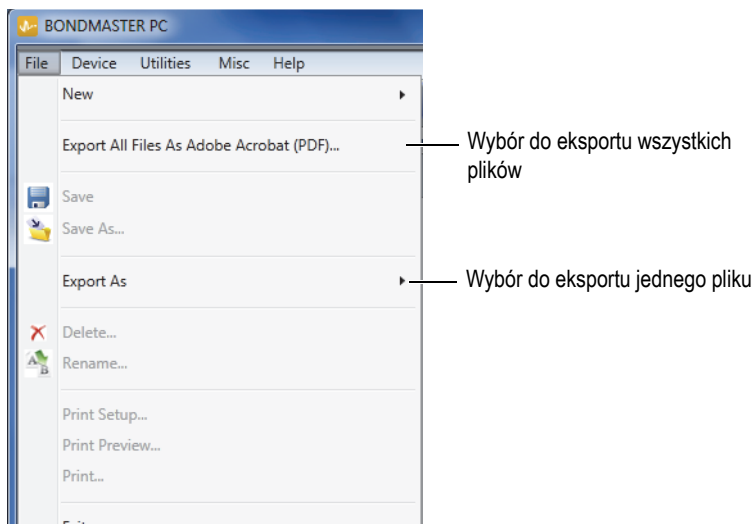 BONDMASTER PC
File Device Utilities Misc Help
New
Export All Files As Adobe Acrobat (PDF)...
Wybór do eksportu wszystkich
plików
Save
Save As...
Export As
Wybór do eksportu jednego pliku
Delete...
Rename...
Print Setup...
Print Preview...
Print...